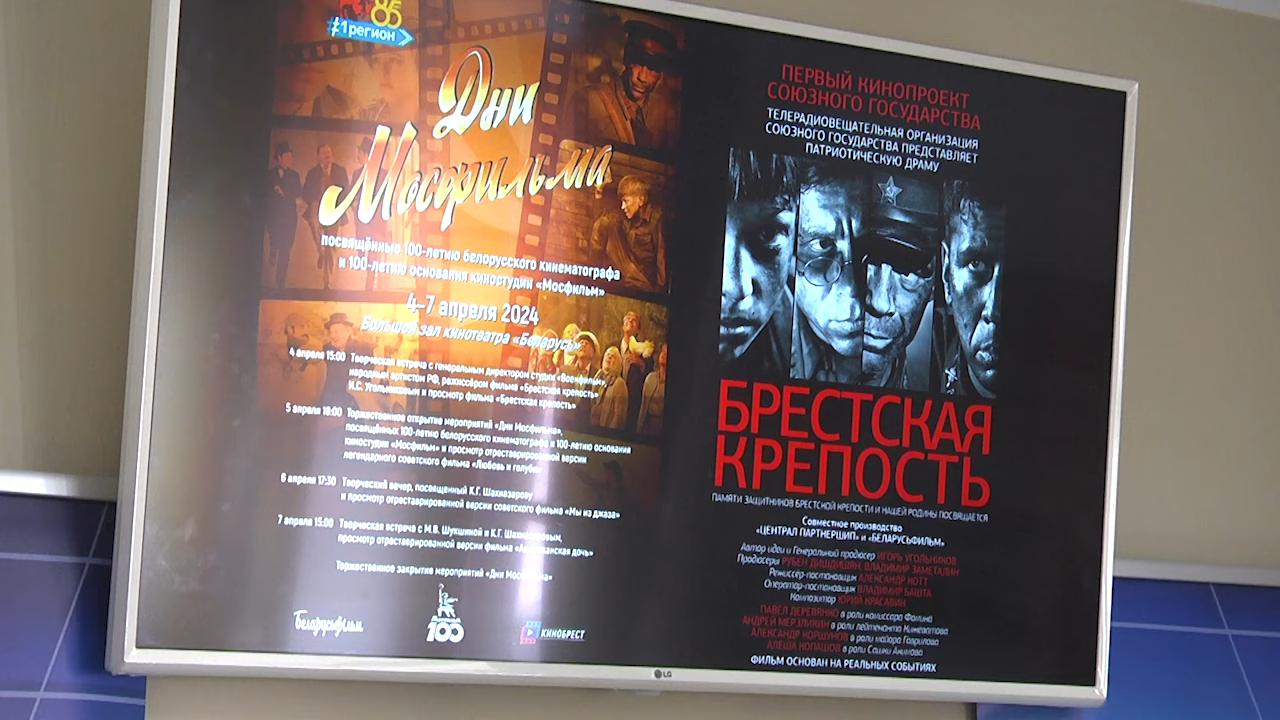 85
#1регион
Дни
Мосфильма
посвящённые 100-летию белорусского кинематографа
и 100-летию основания киностудии «Мосфильм»
4–7 апреля 2024
Большой зал кинотеатра «Беларусь»
4 апреля 15:00 Творческая встреча с генеральным директором студии «Военфильм»,
народным артистом РФ, режиссёром фильма «Брестская крепость»
И.С. Угольниковым и просмотр фильма «Брестская крепость»
5 апреля 18:00 Торжественное открытие мероприятий «Дни Мосфильма»,
посвящённых 100-летию белорусского кинематографа и 100-летию основания
киностудии «Мосфильм» и просмотр отреставрированной версии
легендарного советского фильма «Любовь и голуби»
6 апреля 17:30 Творческий вечер, посвященный К.Г. Шахназарову
и просмотр отреставрированной версии советского фильма «Мы из джаза»
7 апреля 15:00 Творческая встреча с М.В. Шукшиной и К.Г. Шахназаровым,
просмотр отреставрированной версии фильма «Американская дочь»
Торжественное закрытие мероприятий «Дни Мосфильма»
Беларусьфильм
100
КИНОБРЕСТ
ПЕРВЫЙ КИНОПРОЕКТ
СОЮЗНОГО ГОСУДАРСТВА
ТЕЛЕРАДИОВЕЩАТЕЛЬНАЯ ОРГАНИЗАЦИЯ
СОЮЗНОГО ГОСУДАРСТВА ПРЕДСТАВЛЯЕТ
ПАТРИОТИЧЕСКУЮ ДРАМУ
БРЕСТСКАЯ
КРЕПОСТЬ
ПАМЯТИ ЗАЩИТНИКОВ БРЕСТСКОЙ КРЕПОСТИ И НАШЕЙ РОДИНЫ ПОСВЯЩАЕТСЯ
Совместное производство
«ЦЕНТРАЛ ПАРТНЕРШИП» и «БЕЛАРУСЬФИЛЬМ»
Автор идеи и Генеральный продюсер ИГОРЬ УГОЛЬНИКОВ
Продюсеры РУБЕН ДИШДИШЯН, ВЛАДИМИР ЗАМЕТАЛИН
Режиссёр-постановщик АЛЕКСАНДР КОТТ
Оператор-постановщик ВЛАДИМИР БАШТА
Композитор ЮРИЙ КРАСАВИН
ПАВЕЛ ДЕРЕВЯНКО в роли комиссара Фомина
АНДРЕЙ МЕРЗЛИКИН в роли лейтенанта Кижеватова
АЛЕКСАНДР КОРШУНОВ в роли майора Гаврилова
АЛЕША КОПАШОВ в роли Сашки Акимова
ФИЛЬМ ОСНОВАН НА РЕАЛЬНЫХ СОБЫТИЯХ
LG